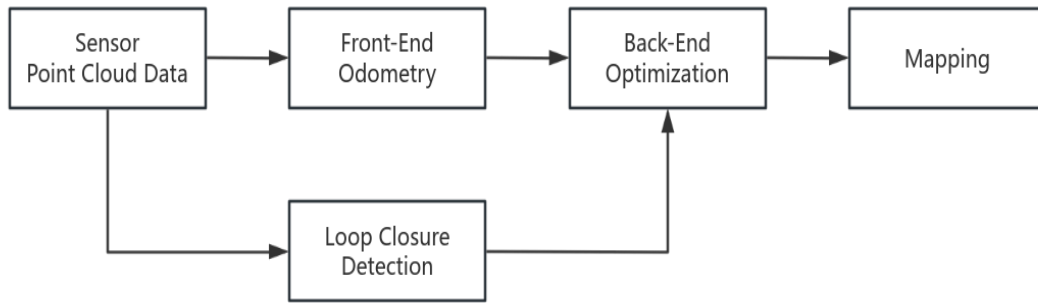 Sensor
Point Cloud Data
Front-End
Odometry
Back-End
Optimization
Mapping
Loop Closure
Detection